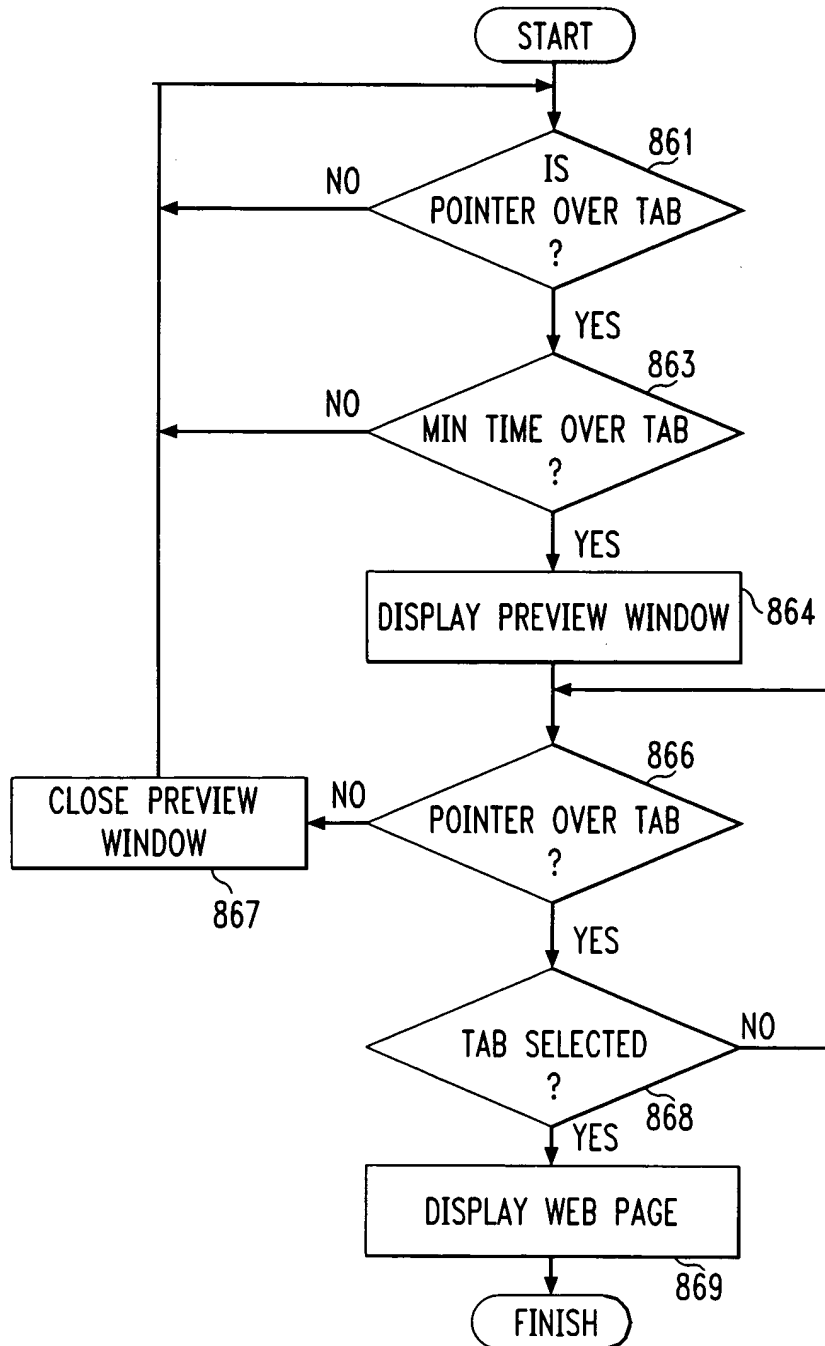 START
861
IS
POINTER OVER TAB
?
NO
YES
863
MIN TIME OVER TAB
?
NO
YES
DISPLAY PREVIEW WINDOW
864
866
POINTER OVER TAB
?
NO
CLOSE PREVIEW
WINDOW
867
YES
TAB SELECTED
?
NO
868
YES
DISPLAY WEB PAGE
869
FINISH